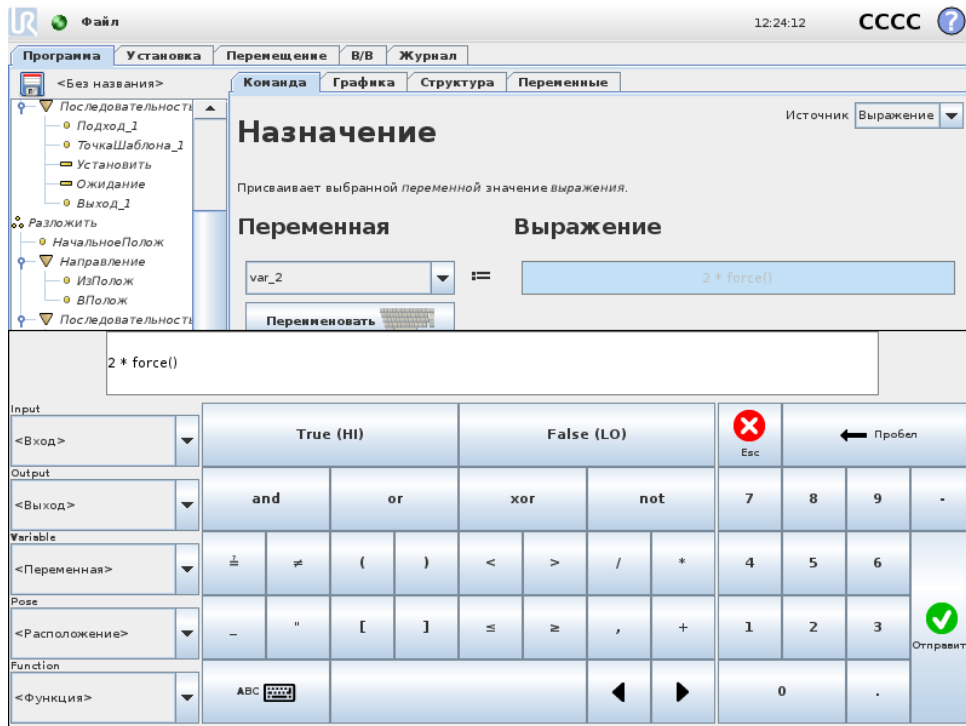 UR Файл 12:24:12 CCCC ?
Программа Установка Перемещение В/В Журнал
<Без названия>
Команда Графика Структура Переменные
Последовательность
Подход_1
ТочкаШаблона_1
Установить
Ожидание
Выход_1
Разложить
НачальноеПолож
Направление
ИзПолож
ВПолож
Последовательность
Источник Выражение
Назначение
Присваивает выбранной переменной значение выражения.
Переменная Выражение
var_2 := 2 * force()
Переименовать
2 * force()
Input
<Вход> True (HI) False (LO) Esc Пробел
Output
<Выход> and or xor not 7 8 9 -
Variable
<Переменная> ≟ ≠ ( ) < > / * 4 5 6
Pose
<Расположение> _ " [ ] ≤ ≥ , + 1 2 3 Отправит
Function
<Функция> ABC 0 .